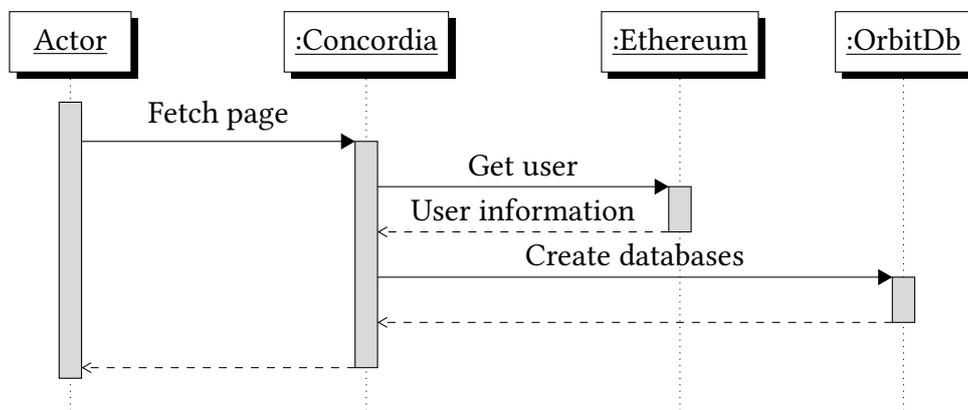 Actor
:Concordia
:Ethereum
:OrbitDb
Fetch page
Get user
User information
Create databases